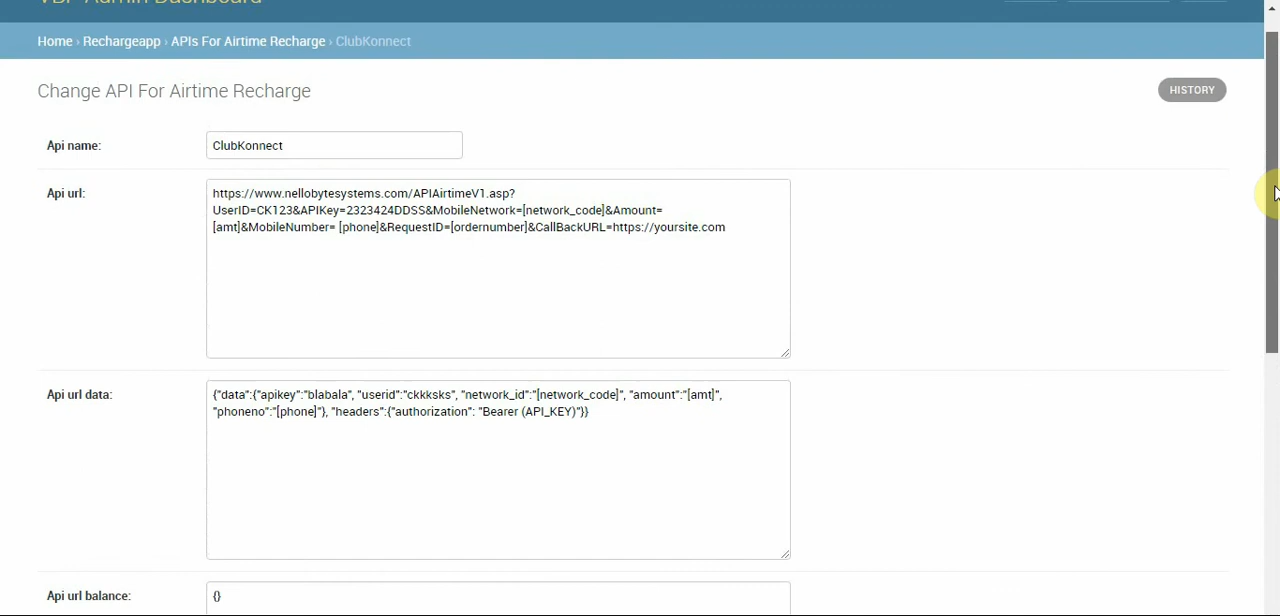 Home › Rechargeapp › APIs For Airtime Recharge › ClubKonnect
Change API For Airtime Recharge
HISTORY
Api name:
ClubKonnect
Api url:
https://www.nellobytesystems.com/APIAirtimeV1.asp?
UserID=CK123&APIKey=2323424DDSS&MobileNetwork=[network_code]&Amount=
[amt]&MobileNumber= [phone]&RequestID=[ordernumber]&CallBackURL=https://yoursite.com
Api url data:
{"data":{"apikey":"blabala", "userid":"ckkksks", "network_id":"[network_code]", "amount":"[amt]",
"phoneno":"[phone]"}, "headers":{"authorization": "Bearer (API_KEY)"}}
Api url balance:
{}